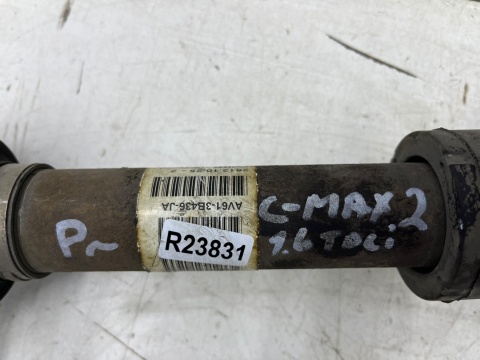 AV61-3B436-JA
R23831
C-MAX 2
1.6 TDCi